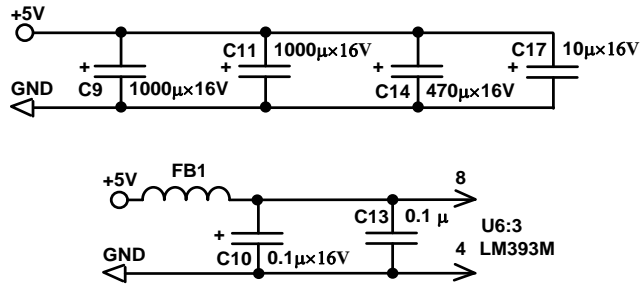 +5V
C11 1000µ×16V
C17 10µ×16V
+ + + +
GND C9 1000µ×16V C14 470µ×16V
FB1
+5V 8
C13 0.1 µ
U6:3
+
GND C10 0.1µ×16V 4 LM393M